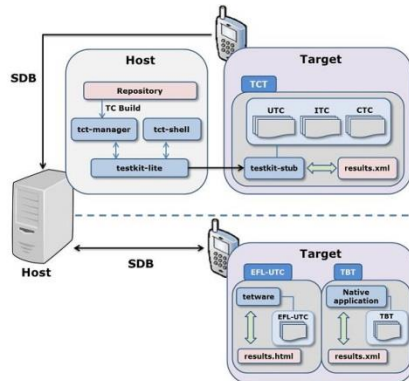 SDB
Host
Repository
TC Build
tct-manager
tct-shell
testkit-lite
Target
TCT
UTC
ITC
CTC
testkit-stub
results.xml
Host
SDB
Target
EFL-UTC
tetware
EFL-UTC
results.html
TBT
Native
application
TBT
results.xml